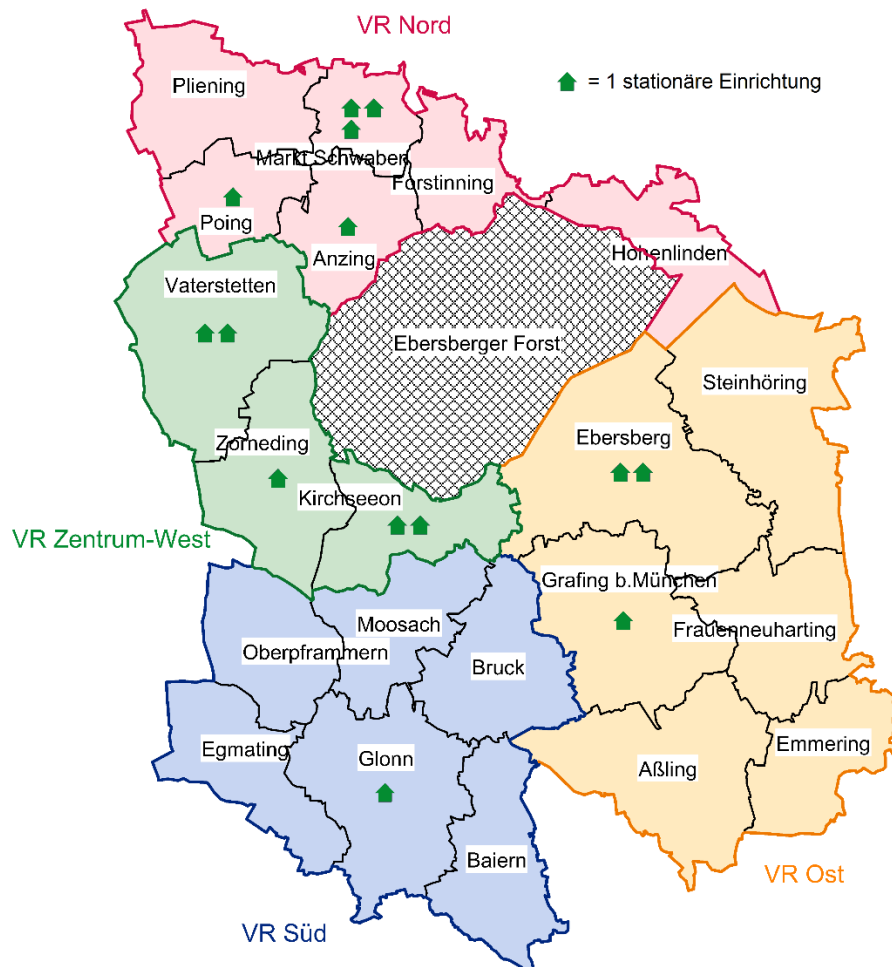 VR Nord
Pliening
= 1 stationäre Einrichtung
Markt Schwaben
Forstinning
Poing
Anzing
Hohenlinden
Vaterstetten
Ebersberger Forst
Steinhöring
Zorneding
Ebersberg
Kirchseeon
VR Zentrum-West
Grafing b.München
Moosach
Frauenneuharting
Oberpframmern
Bruck
Egmating
Glonn
Emmering
Aßling
Baiern
VR Ost
VR Süd